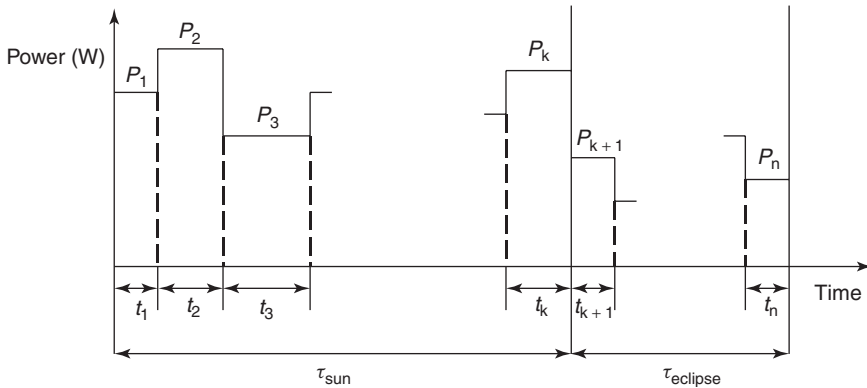 Power (W)
P1
P2
P3
Pk
Pk + 1
Pn
t1
t2
t3
tk
tk + 1
tn
Time
τsun
τeclipse